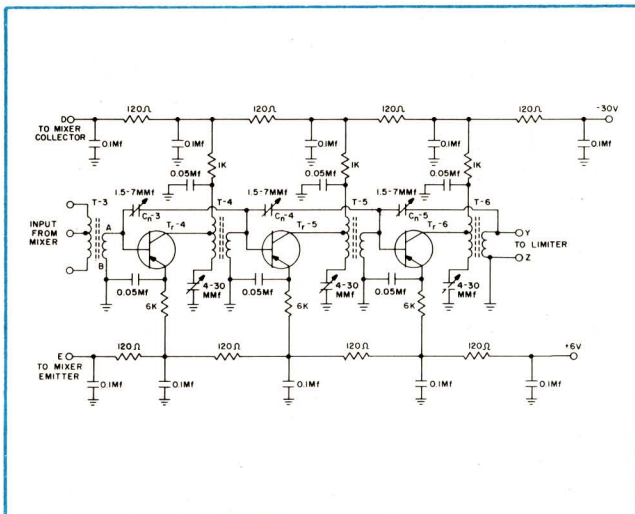 120Ω 120Ω 120Ω 120Ω
D -30V
TO MIXER COLLECTOR
0.1Mf 0.1Mf 0.1Mf 0.1Mf 0.1Mf 0.1Mf
1K 1K 1K
0.05Mf 0.05Mf 0.05Mf
1.5-7MMf 1.5-7MMf 1.5-7MMf
T-3 T-4 T-5 T-6
Cn-3 Cn-4 Cn-5
A Tr-4 Tr-5 Tr-6 Y
INPUT FROM MIXER
TO LIMITER
B Z
0.05Mf 4-30 MMf 0.05Mf 4-30 MMf 0.05Mf 4-30 MMf
6K 6K 6K
120Ω 120Ω 120Ω 120Ω
E +6V
TO MIXER EMITTER
0.1Mf 0.1Mf 0.1Mf 0.1Mf 0.1Mf